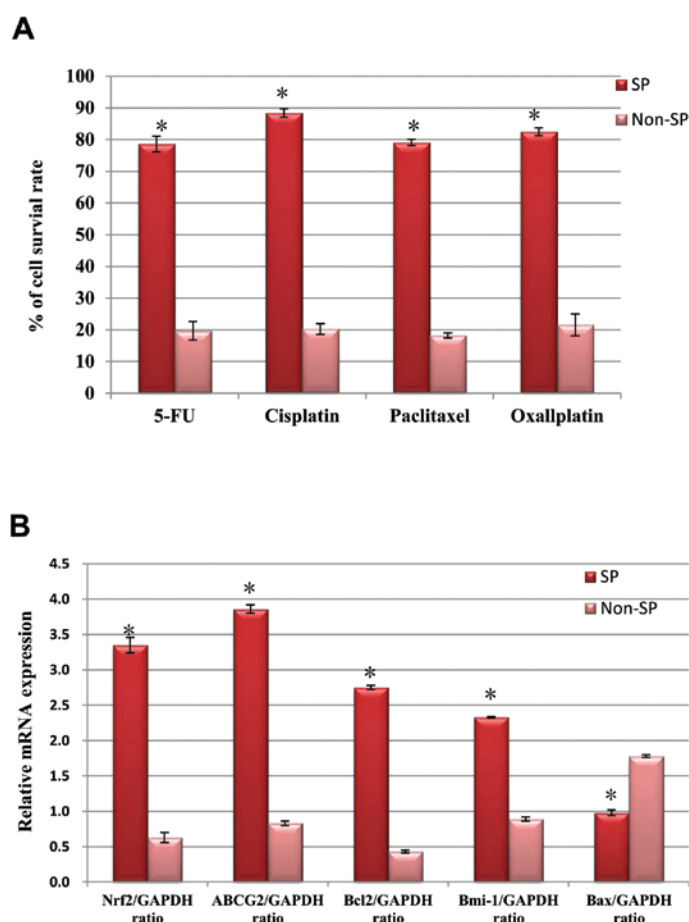 A
100
90
80
70
60
50
40
30
20
10
0
% of cell survial rate
* * * *
SP
Non-SP
5-FU Cisplatin Paclitaxel Oxallplatin
B
4.5
4.0
3.5
3.0
2.5
2.0
1.5
1.0
0.5
0.0
Relative mRNA expression
* * * * *
SP
Non-SP
Nrf2/GAPDH ABCG2/GAPDH Bcl2/GAPDH Bmi-1/GAPDH Bax/GAPDH
ratio ratio ratio ratio ratio